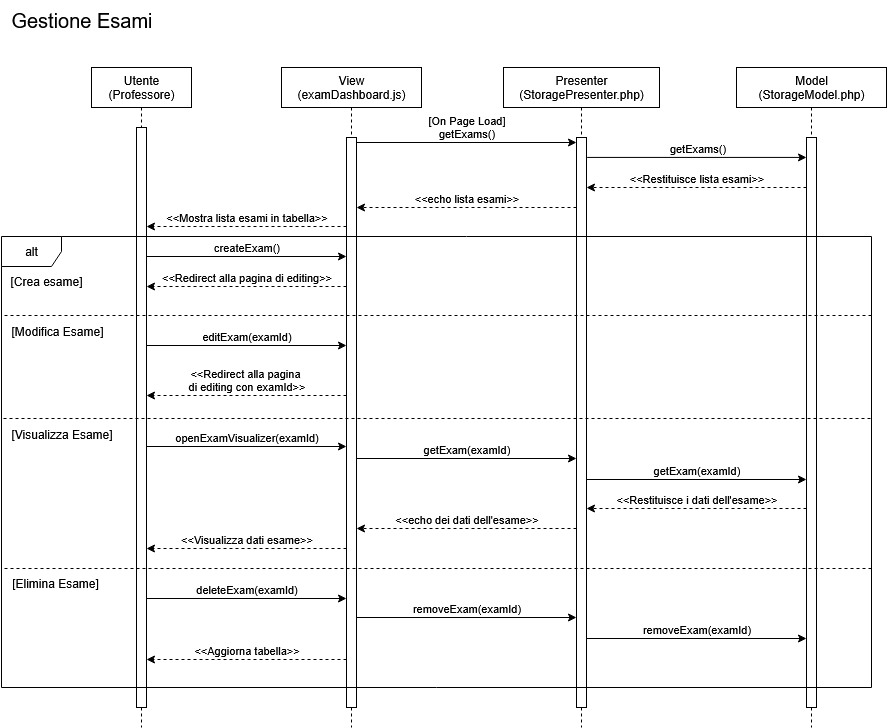 Gestione Esami
Utente
(Professore)
View
(examDashboard.js)
Presenter
(StoragePresenter.php)
Model
(StorageModel.php)
[On Page Load]
getExams()
getExams()
<<Restituisce lista esami>>
<<echo lista esami>>
<<Mostra lista esami in tabella>>
alt
createExam()
[Crea esame]
<<Redirect alla pagina di editing>>
[Modifica Esame]
editExam(examId)
<<Redirect alla pagina
di editing con examId>>
[Visualizza Esame]
openExamVisualizer(examId)
getExam(examId)
getExam(examId)
<<Restituisce i dati dell'esame>>
<<echo dei dati dell'esame>>
<<Visualizza dati esame>>
[Elimina Esame]
deleteExam(examId)
removeExam(examId)
removeExam(examId)
<<Aggiorna tabella>>